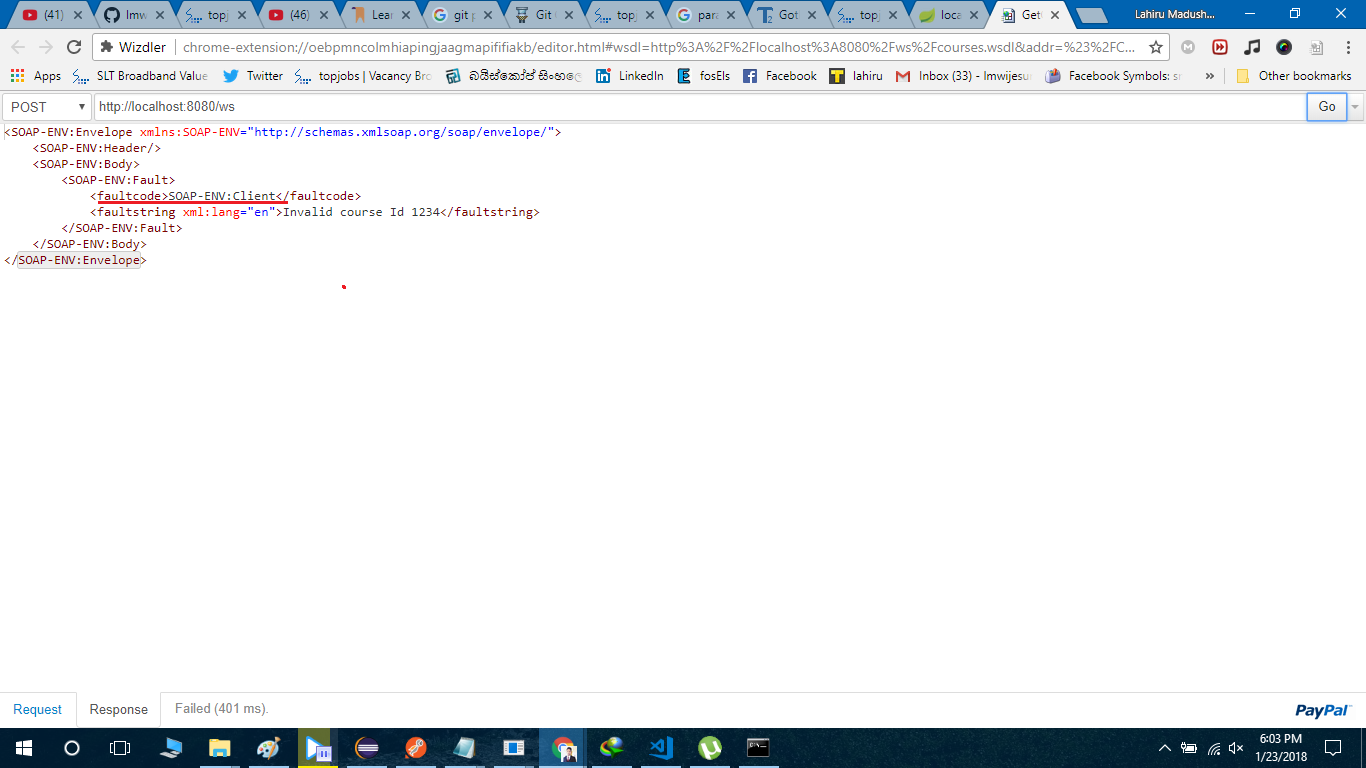 (41)
Imw
topj
(46)
Lear
git p
Git
topj
para
Got
topj
loca
Get
Lahiru Madush...
Wizdler
chrome-extension://oebpmncolmhiapingjaagmapififiakb/editor.html#wsdl=http%3A%2F%2Flocalhost%3A8080%2Fws%2Fcourses.wsdl&addr=%23%2FC...
Apps
SLT Broadband Value
Twitter
topjobs | Vacancy Bro
බයිස්කෝප් සිංහලෙ
LinkedIn
fosEls
Facebook
lahiru
Inbox (33) - Imwijesu
Facebook Symbols: sr
»
Other bookmarks
POST
http://localhost:8080/ws
Go
<SOAP-ENV:Envelope xmlns:SOAP-ENV="http://schemas.xmlsoap.org/soap/envelope/">
<SOAP-ENV:Header/>
<SOAP-ENV:Body>
<SOAP-ENV:Fault>
<faultcode>SOAP-ENV:Client</faultcode>
<faultstring xml:lang="en">Invalid course Id 1234</faultstring>
</SOAP-ENV:Fault>
</SOAP-ENV:Body>
</SOAP-ENV:Envelope>
Request
Response
Failed (401 ms).
PayPal
6:03 PM
1/23/2018